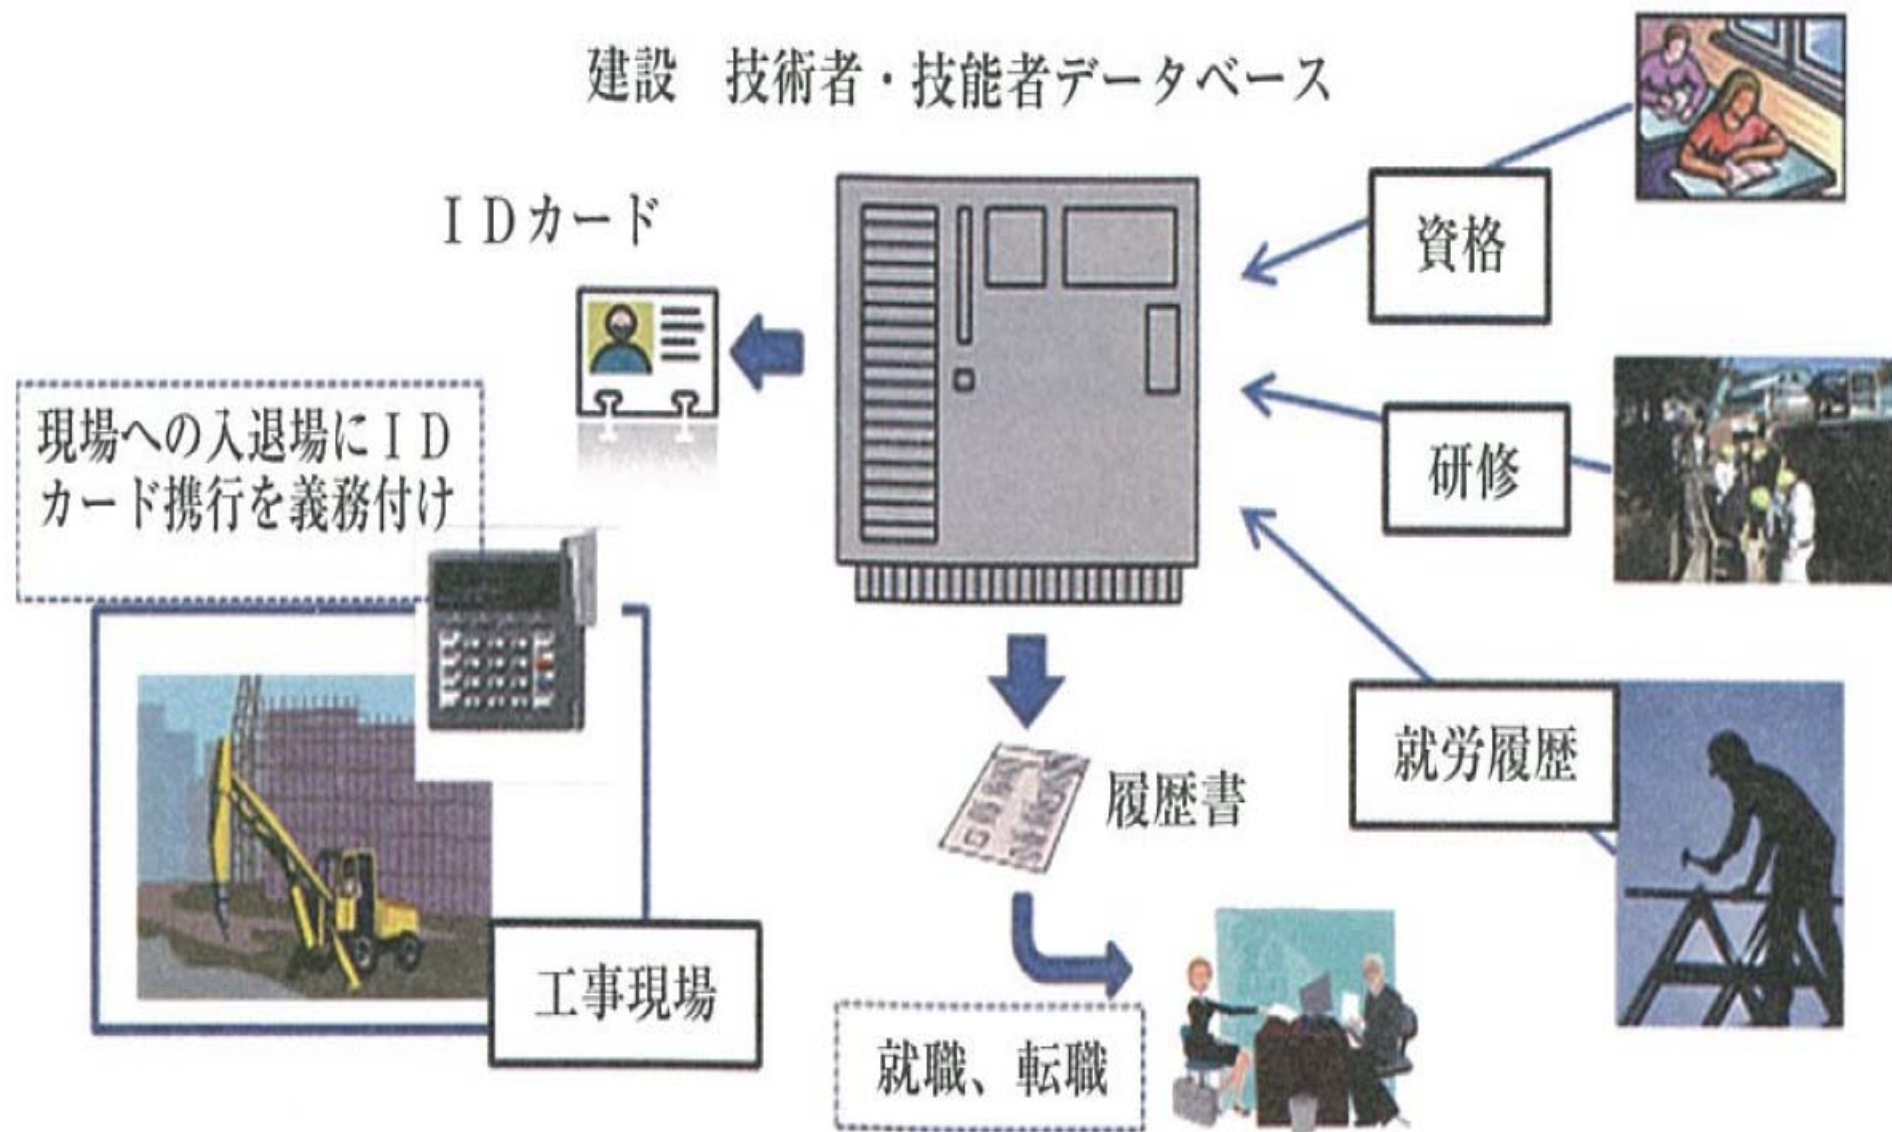 建設　技術者・技能者データベース
ＩＤカード
資格
現場への入退場にＩＤ
カード携行を義務付け
研修
就労履歴
履歴書
工事現場
就職、転職